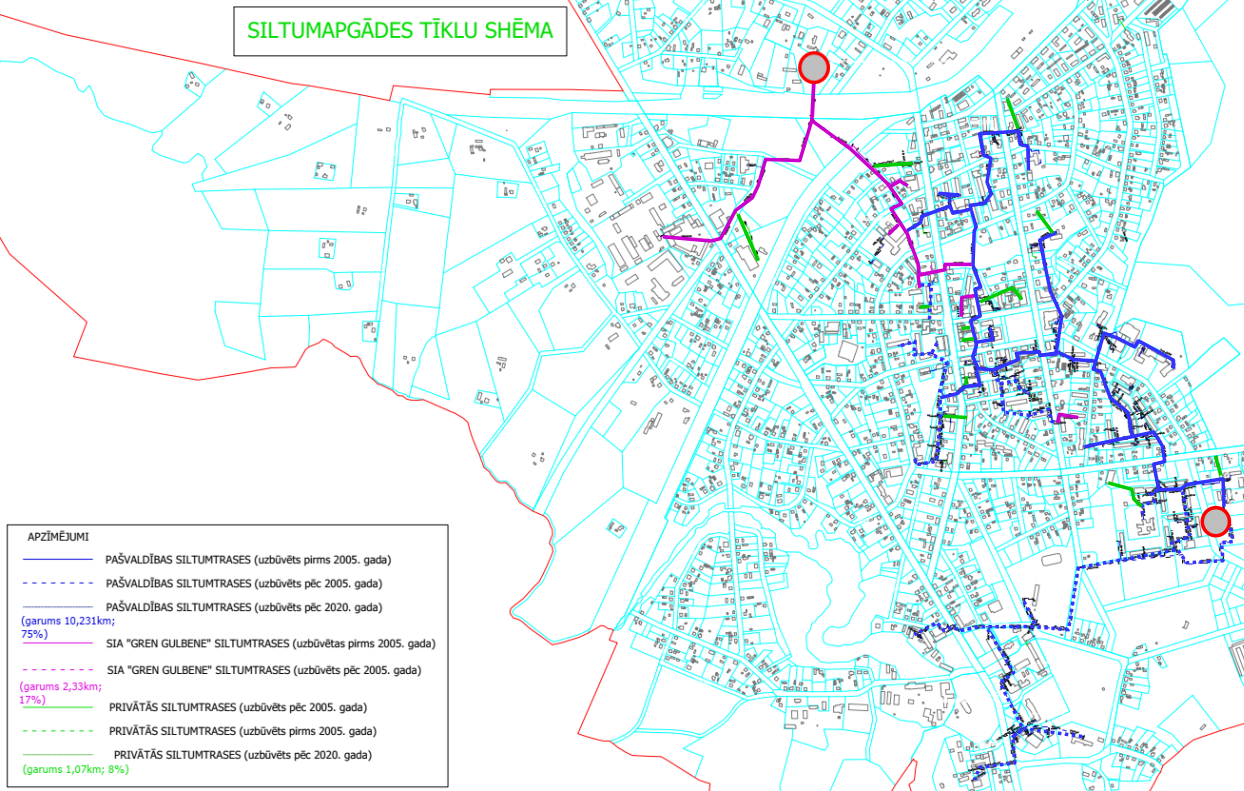 SILTUMAPGĀDES TĪKLU SHĒMA
APZĪMĒJUMI
PAŠVALDĪBAS SILTUMTRASES (uzbūvēts pirms 2005. gada)
PAŠVALDĪBAS SILTUMTRASES (uzbūvēts pēc 2005. gada)
PAŠVALDĪBAS SILTUMTRASES (uzbūvēts pēc 2020. gada)
(garums 10,231km;
75%)
SIA "GREN GULBENE" SILTUMTRASES (uzbūvētas pirms 2005. gada)
SIA "GREN GULBENE" SILTUMTRASES (uzbūvēts pēc 2005. gada)
(garums 2,33km;
17%)
PRIVĀTĀS SILTUMTRASES (uzbūvēts pēc 2005. gada)
PRIVĀTĀS SILTUMTRASES (uzbūvēts pirms 2005. gada)
PRIVĀTĀS SILTUMTRASES (uzbūvēts pēc 2020. gada)
(garums 1,07km; 8%)